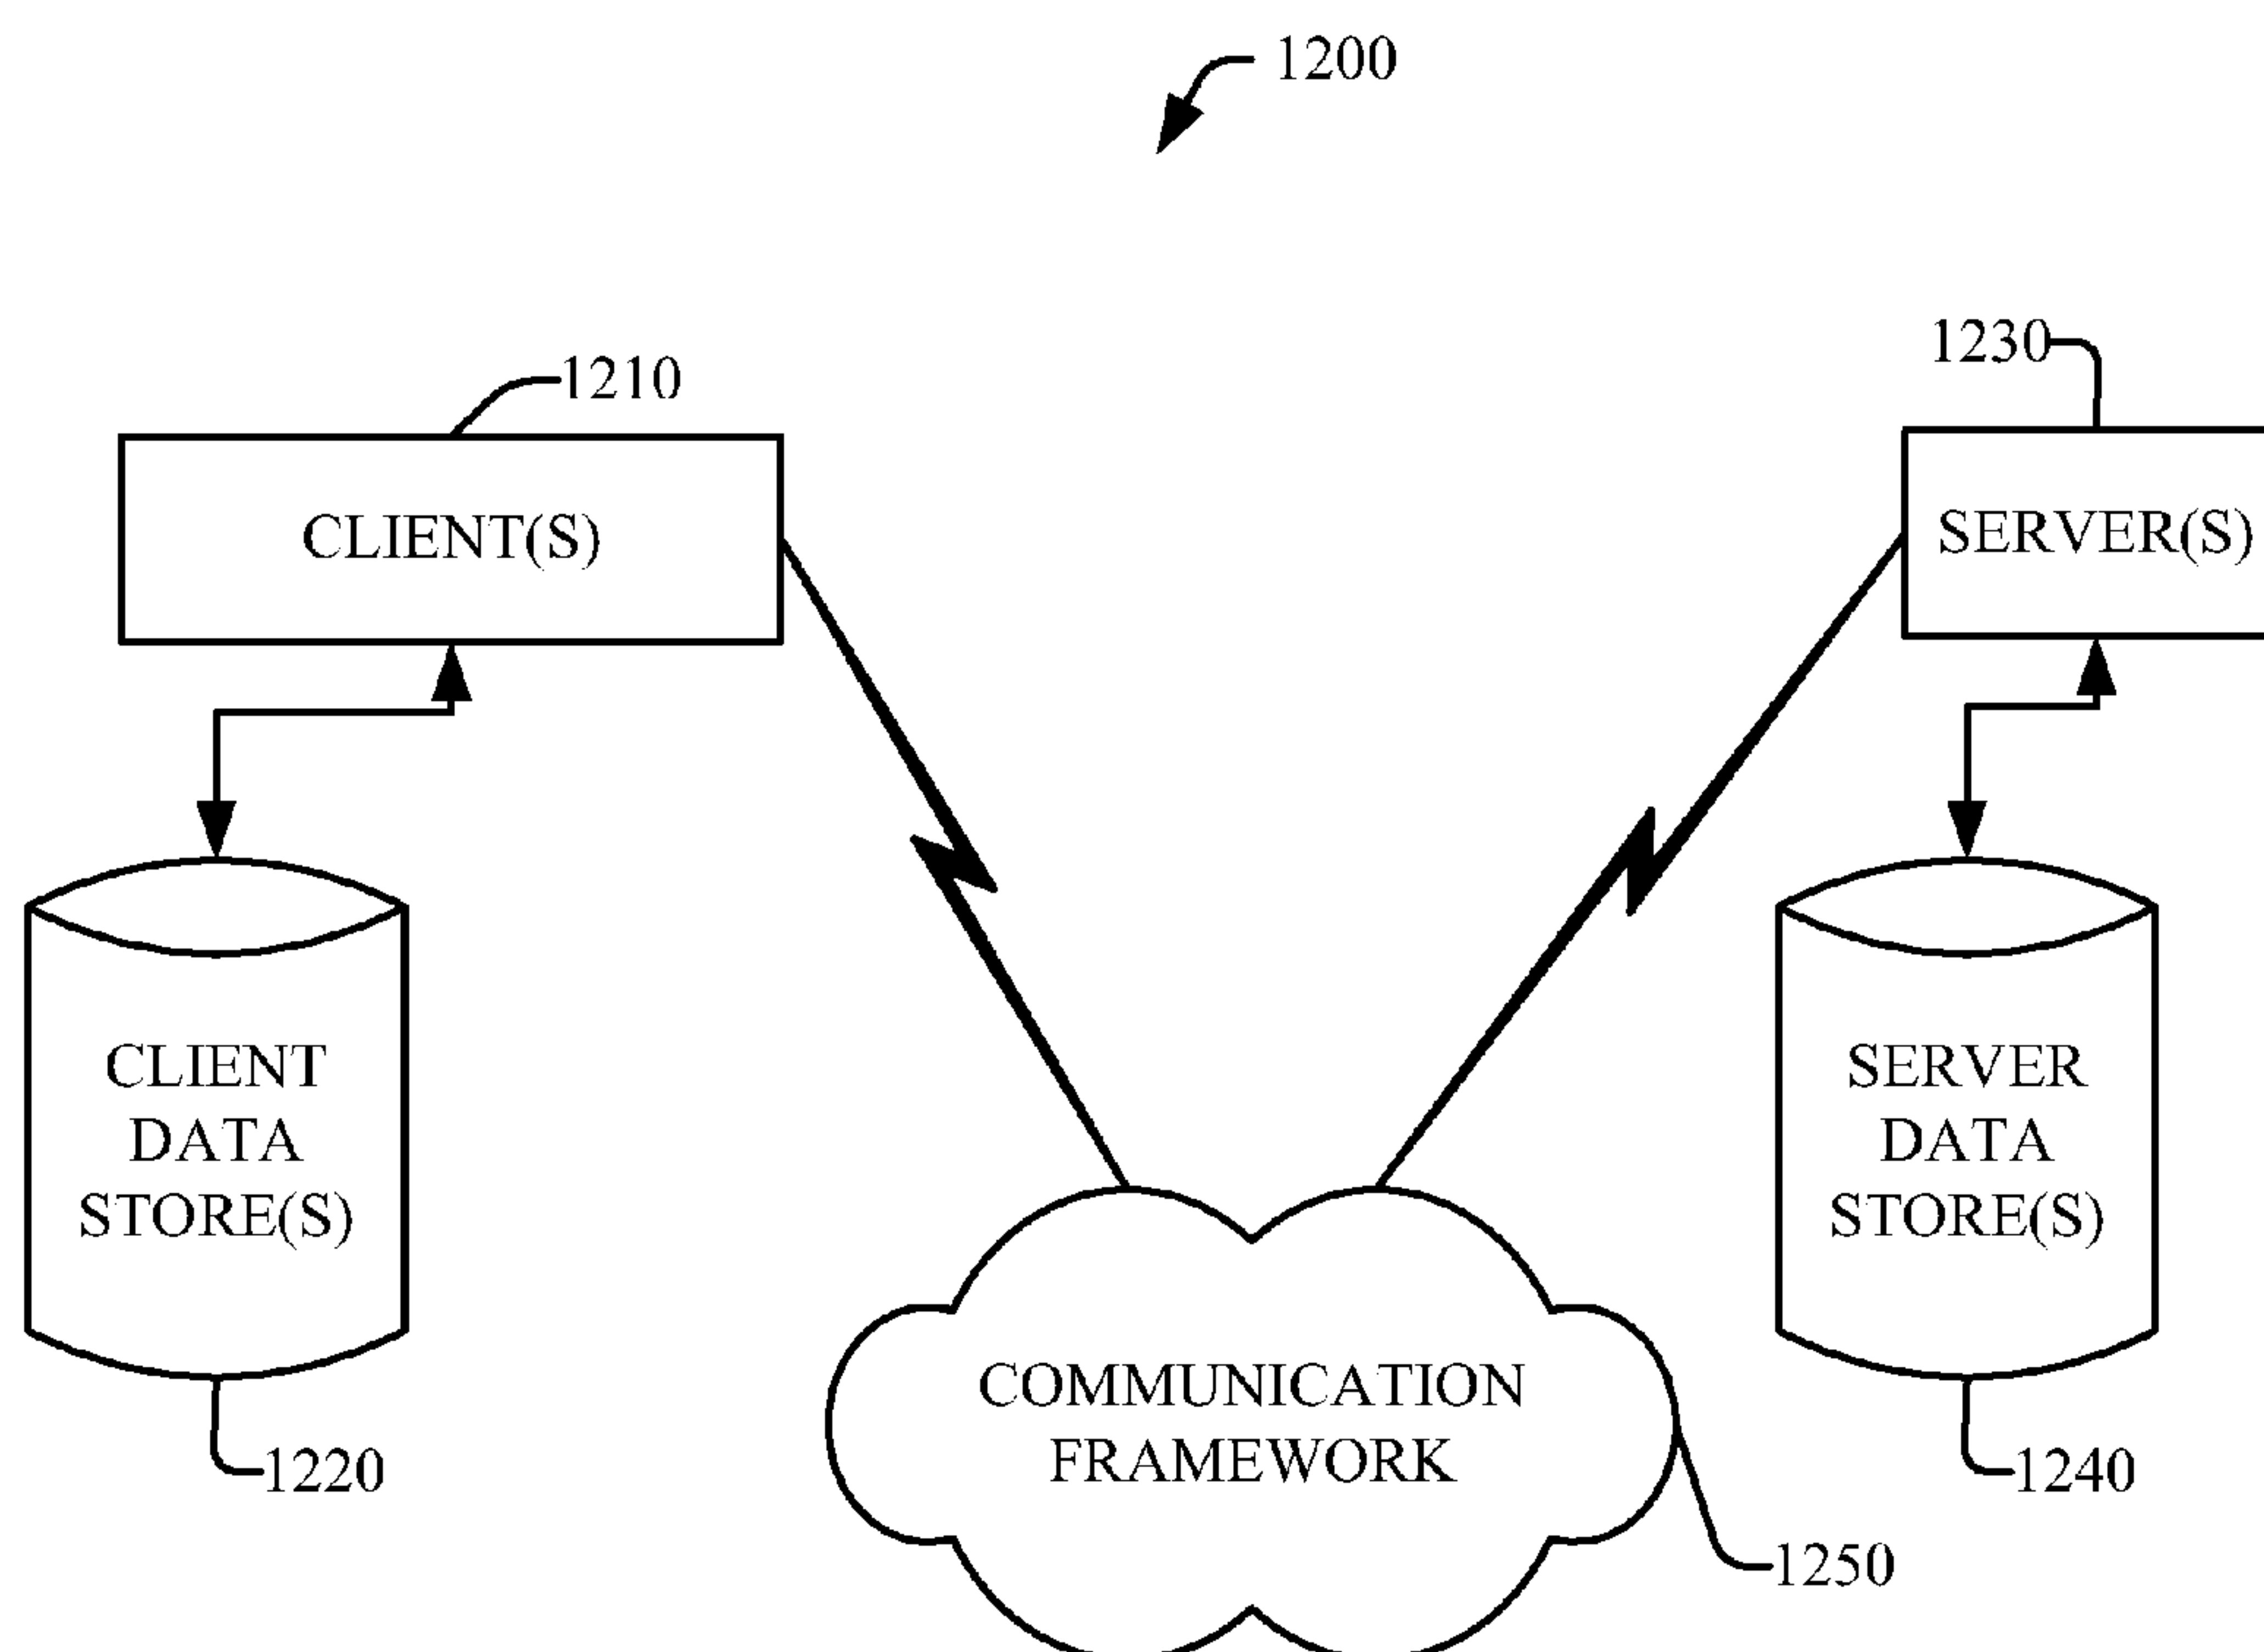 1200
1210
1230
CLIENT(S)
SERVER(S)
CLIENT
DATA
STORE(S)
SERVER
DATA
STORE(S)
COMMUNICATION
FRAMEWORK
1220
1240
1250